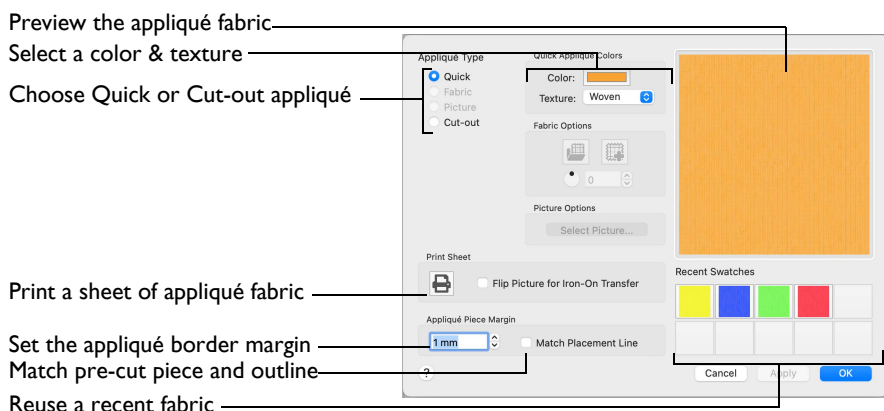 Preview the appliqué fabric
Select a color & texture
Choose Quick or Cut-out appliqué
Print a sheet of appliqué fabric
Set the appliqué border margin
Match pre-cut piece and outline
Reuse a recent fabric
Appliqué Type
Quick
Fabric
Picture
Cut-out
Quick Appliqué Colors
Color:
Texture: Woven
Fabric Options
0
Picture Options
Select Picture...
Print Sheet
Flip Picture for Iron-On Transfer
Appliqué Piece Margin
1 mm
Match Placement Line
Recent Swatches
?
Cancel Apply OK